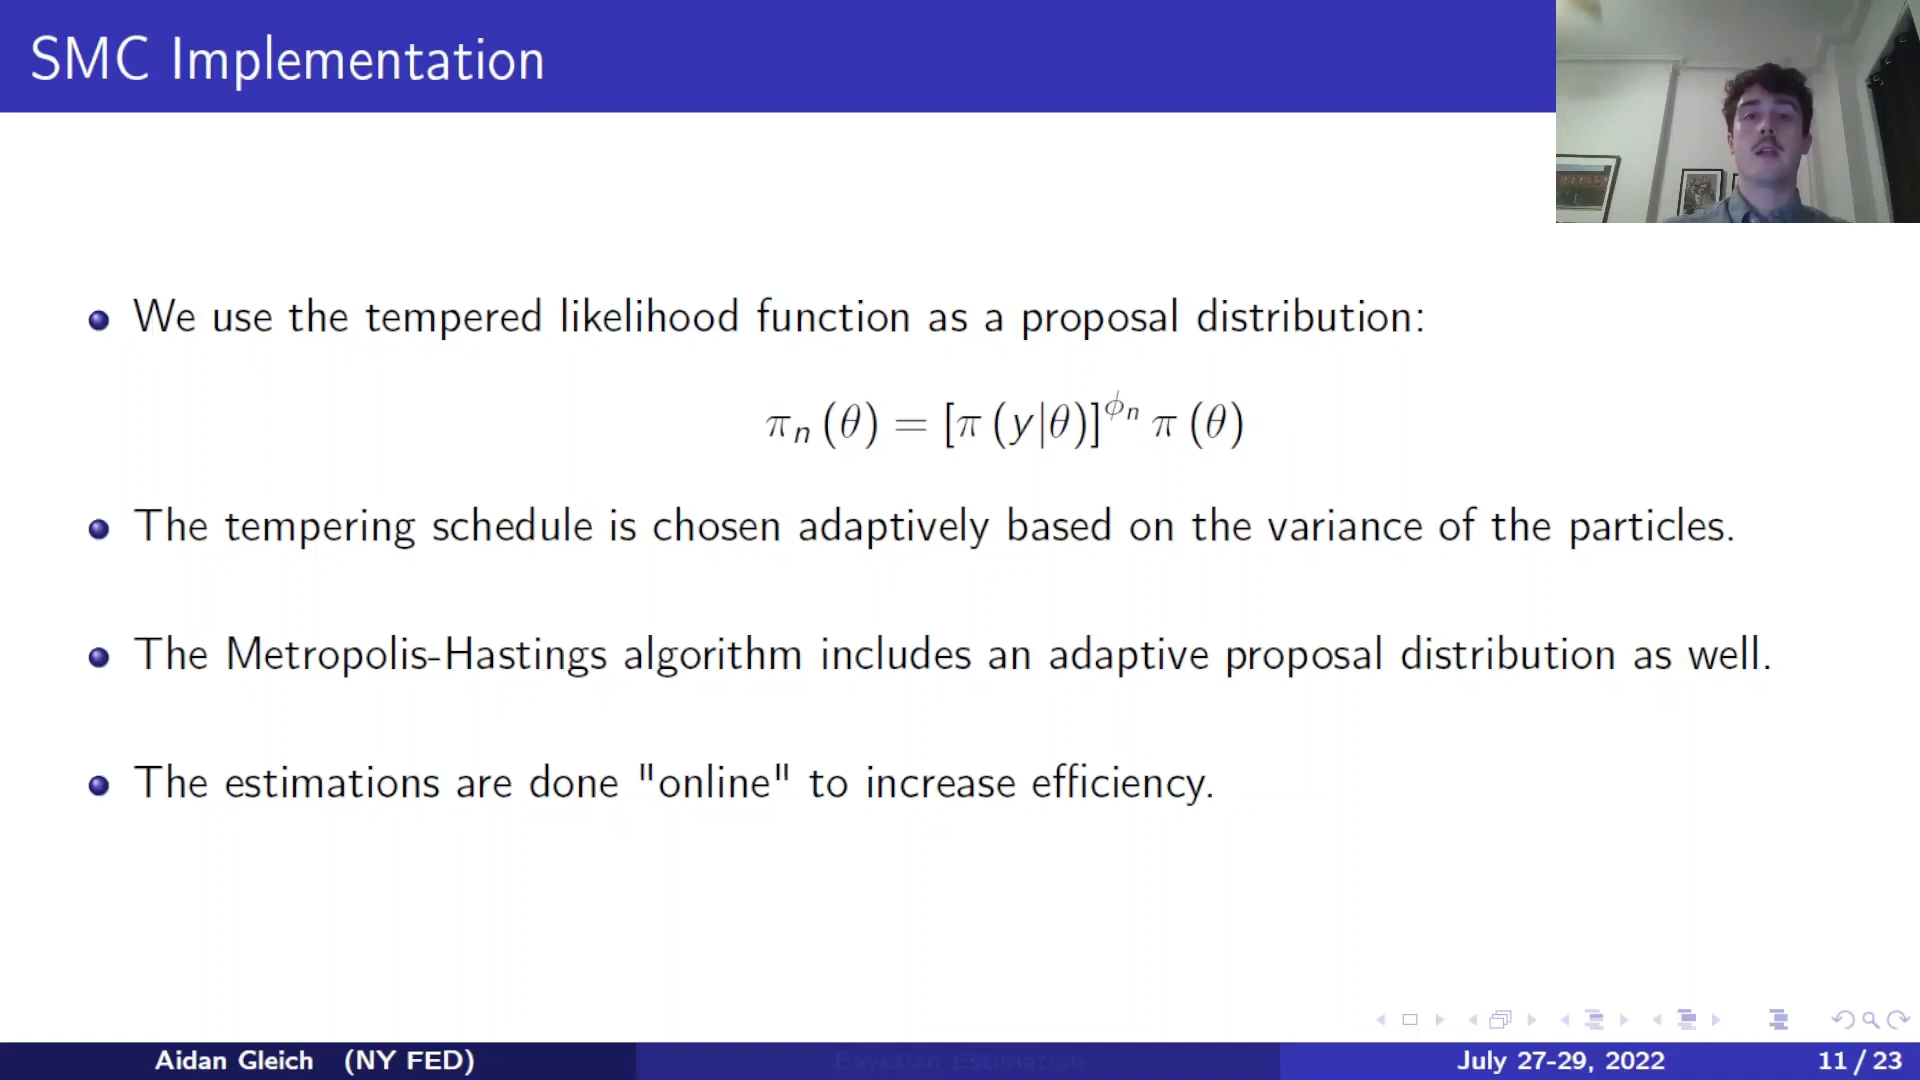 SMC Implementation
We use the tempered likelihood function as a proposal distribution:
πₙ (θ) = [π (y|θ)]^ϕₙ π (θ)
The tempering schedule is chosen adaptively based on the variance of the particles.
The Metropolis-Hastings algorithm includes an adaptive proposal distribution as well.
The estimations are done "online" to increase efficiency.
Aidan Gleich (NY FED)
Bayesian Estimation
July 27-29, 2022
11 / 23